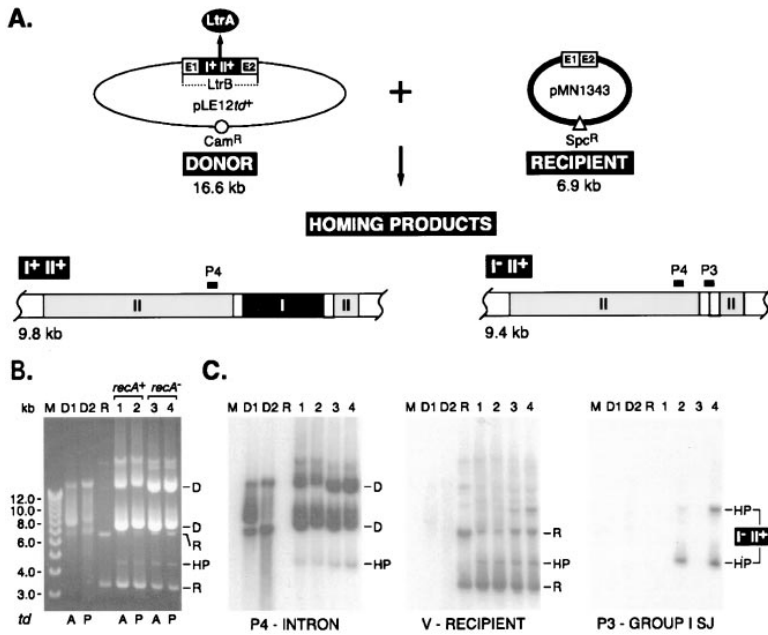 A.
LtrA
E1 I+ II+ E2
LtrB
pLE12td+
CamR
DONOR
16.6 kb
+
E1 E2
pMN1343
SpcR
RECIPIENT
6.9 kb
HOMING PRODUCTS
I+ II+
P4
II I II
9.8 kb
I- II+
P4 P3
II II
9.4 kb
B.
recA+ recA-
kb M D1 D2 R 1 2 3 4
12.0
10.0
8.0
6.0
4.0
3.0
D
D
R
HP
R
td A P A P A P
C.
M D1 D2 R 1 2 3 4
D
D
HP
P4 - INTRON
M D1 D2 R 1 2 3 4
R
HP
R
V - RECIPIENT
M D1 D2 R 1 2 3 4
HP
I- II+
HP
P3 - GROUP I SJ